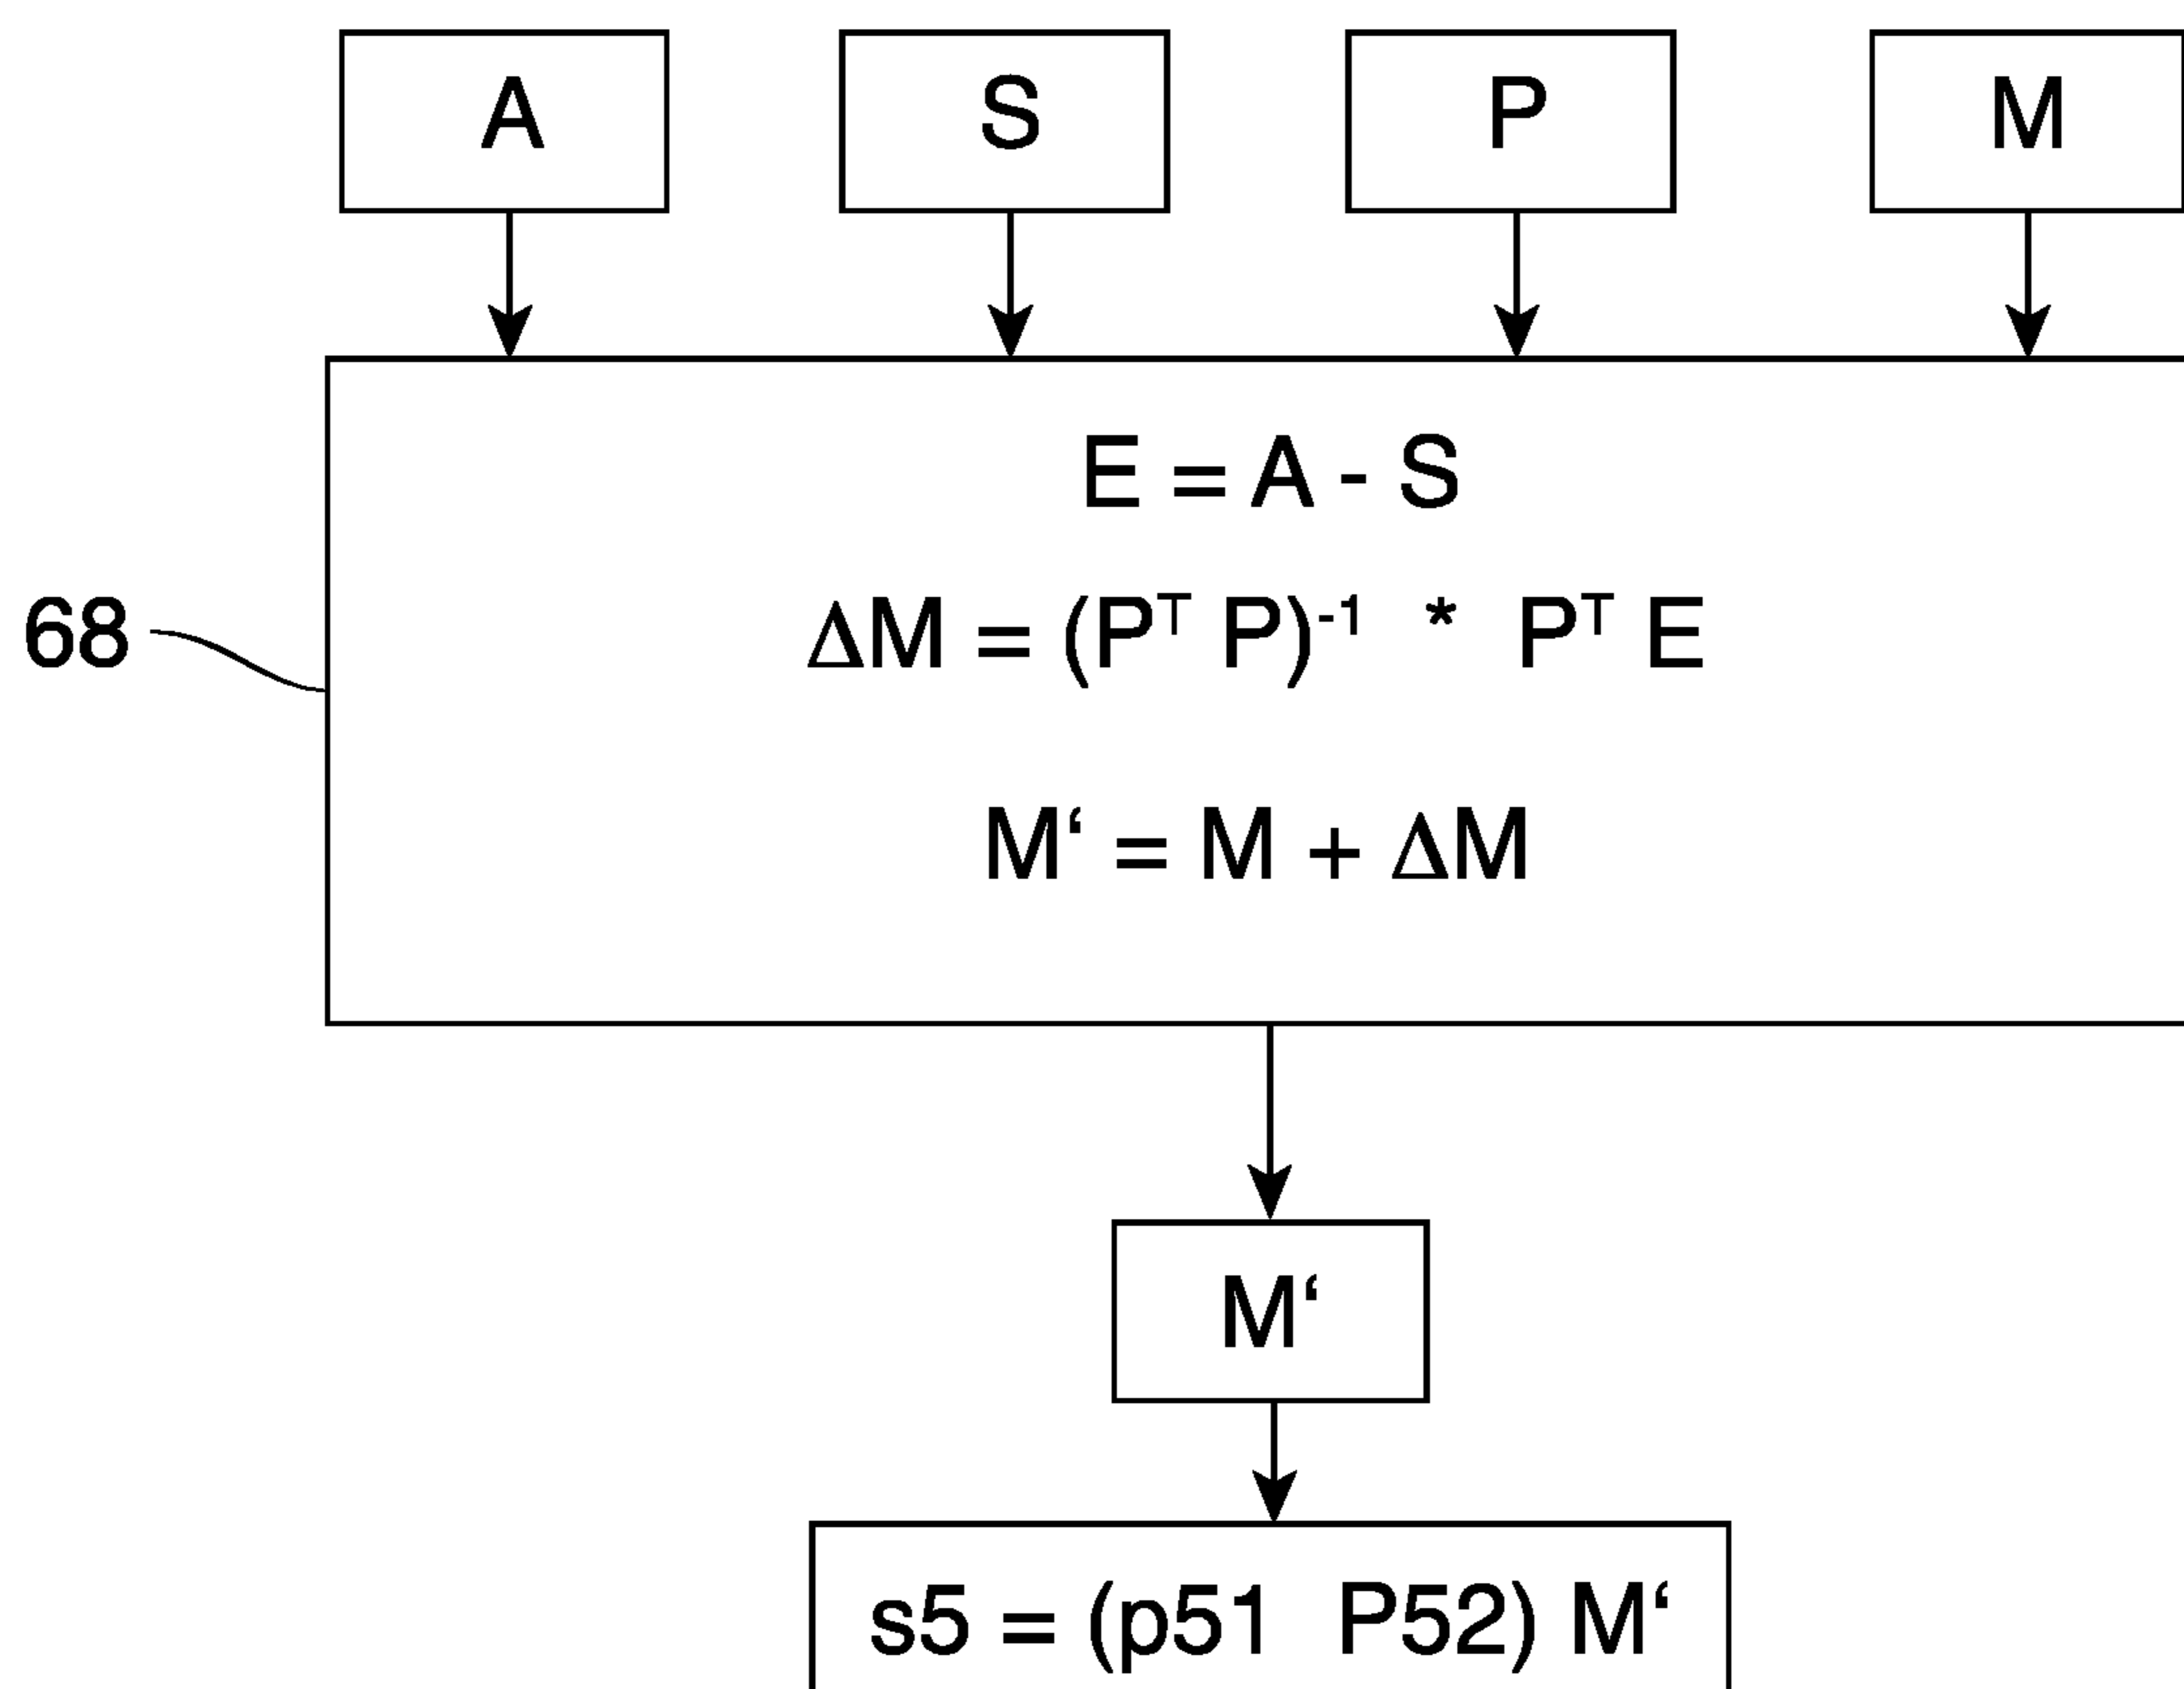 A S P M
E = A - S
68
ΔM = (Pᵀ P)⁻¹ * Pᵀ E
M‘ = M + ΔM
M‘
s5 = (p51 P52) M‘